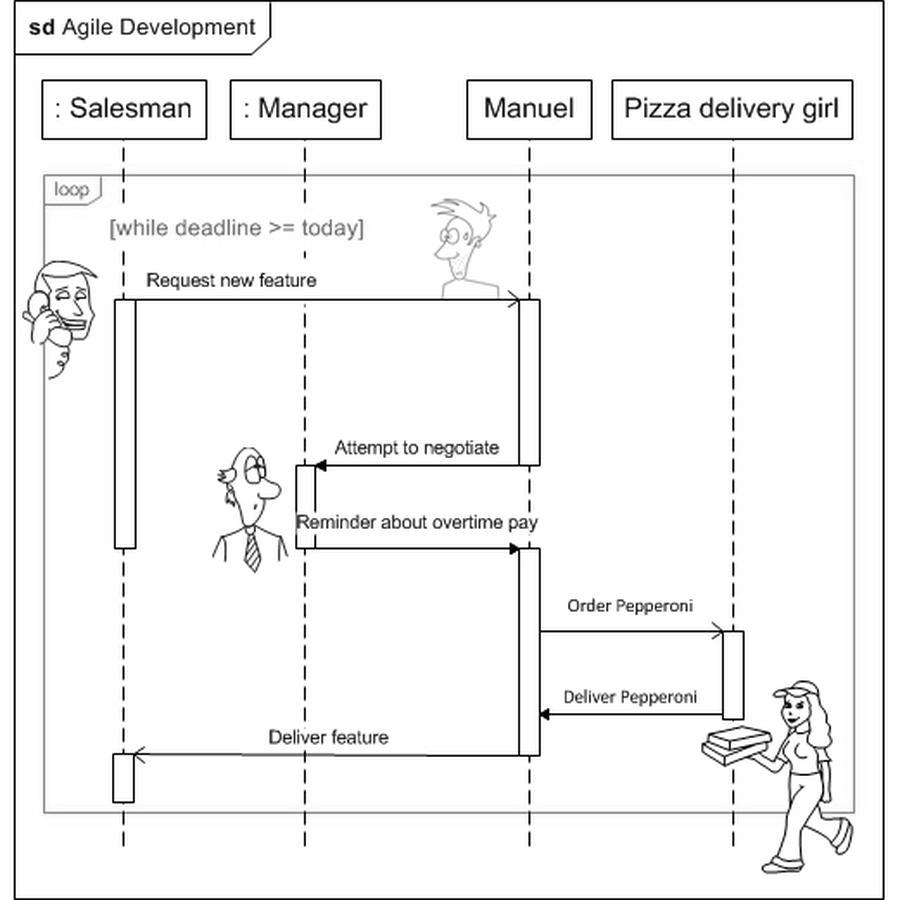 sd Agile Development
: Salesman
: Manager
Manuel
Pizza delivery girl
loop
[while deadline >= today]
Request new feature
Attempt to negotiate
Reminder about overtime pay
Order Pepperoni
Deliver Pepperoni
Deliver feature